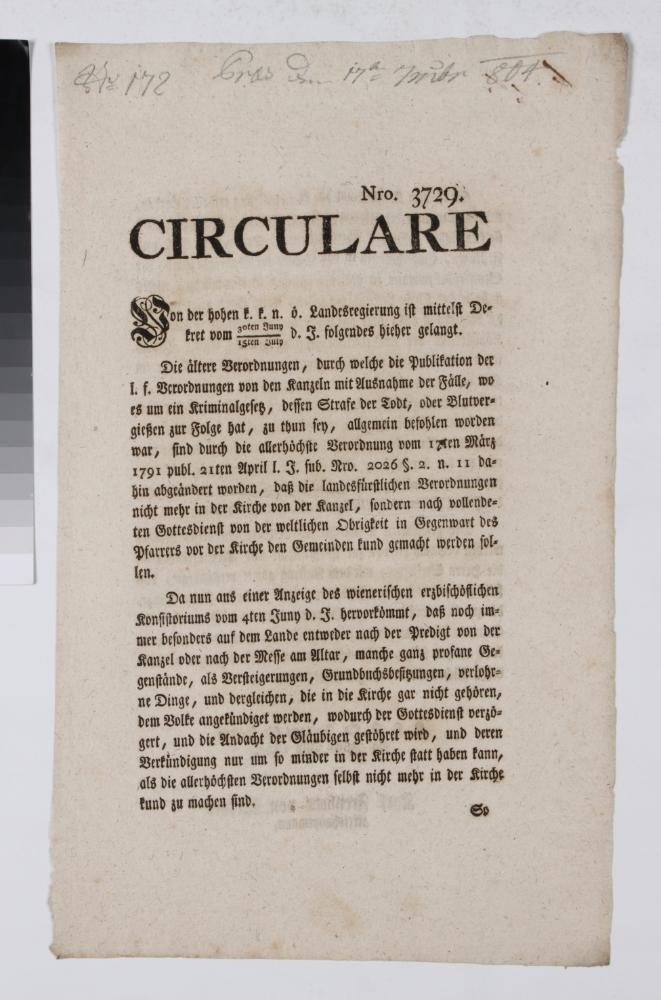 172
Præs 17 804.
Nro. 3729.
CIRCULARE
Von der hohen k. k. n. ö. Landesregierung ist mittelst De=
kret vom 30ten Juny / 15ten July d. J. folgendes hieher gelangt.
Die ältere Verordnungen, durch welche die Publikation der
l. f. Verordnungen von den Kanzeln mit Ausnahme der Fälle, wo
es um ein Kriminalgesetz, dessen Strafe der Todt, oder Blutver=
gießen zur Folge hat, zu thun sey, allgemein befohlen worden
war, sind durch die allerhöchste Verordnung vom 17ten März
1791 publ. 21ten April l. J. sub. Nro. 2026 §. 2. n. 11 da=
hin abgeändert worden, daß die landesfürstlichen Verordnungen
nicht mehr in der Kirche von der Kanzel, sondern nach vollende=
ten Gottesdienst von der weltlichen Obrigkeit in Gegenwart des
Pfarrers vor der Kirche den Gemeinden kund gemacht werden sol=
len.
Da nun aus einer Anzeige des wienerischen erzbischöflichen
Konsistoriums vom 4ten Juny d. J. hervorkömmt, daß noch im=
mer besonders auf dem Lande entweder nach der Predigt von der
Kanzel oder nach der Messe am Altar, manche ganz profane Ge=
genstände, als Versteigerungen, Grundbuchsbesitzungen, verlohr=
ne Dinge, und dergleichen, die in die Kirche gar nicht gehören,
dem Volke angekündiget werden, wodurch der Gottesdienst verzö=
gert, und die Andacht der Gläubigen gestöhret wird, und deren
Verkündigung nur um so minder in der Kirche statt haben kann,
als die allerhöchsten Verordnungen selbst nicht mehr in der Kirche
kund zu machen sind.
So